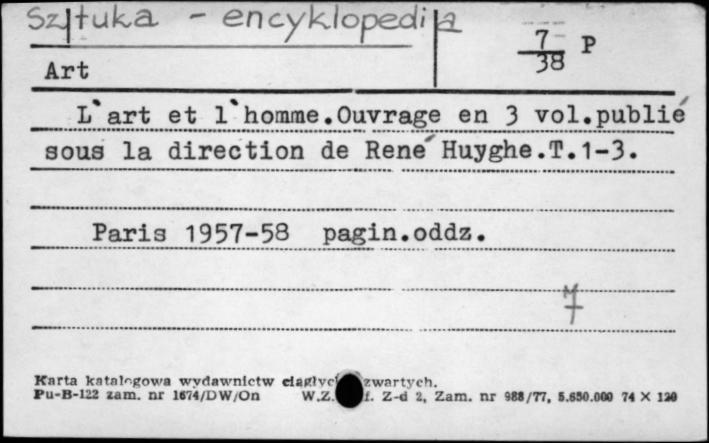 Sztuka - encyklopedia
7
38 P
Art
L`art et l`homme.Ouvrage en 3 vol.publié
sous la direction de René Huyghe.T.1-3.
Paris 1957-58 pagin.oddz.
Karta katalogowa wydawnictw zwartych.
Pu-B-122 zam. nr 1674/DW/On W.Z. f. Z-d 2, Zam. nr 988/77, 5.650.000 74 X 120